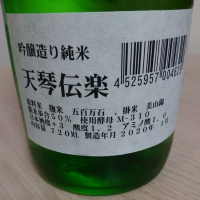 吟醸造り純米
天琴伝楽
原料米 麹米 五百万石 ,掛米 美山錦
精米歩合50% 使用酵母 M-310
日本酒度+3 酸度1.2 アミノ酸1.0
内容量 720ml 製造年月 2020年